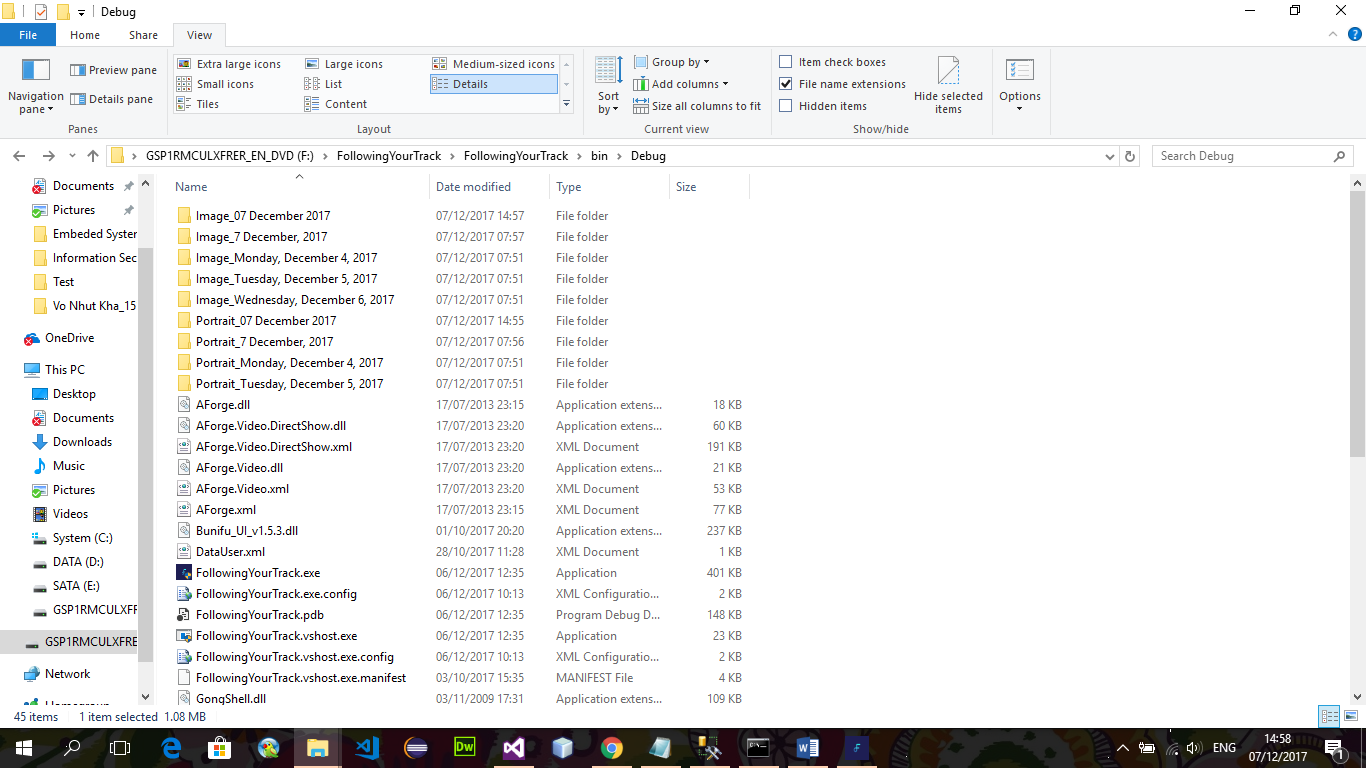 Debug
File Home Share View
Navigation pane
Preview pane
Details pane
Panes
Extra large icons Large icons Medium-sized icons
Small icons List Details
Tiles Content
Layout
Sort by
Group by
Add columns
Size all columns to fit
Current view
Item check boxes
File name extensions
Hidden items
Hide selected items
Show/hide
Options
GSP1RMCULXFRER_EN_DVD (F:) FollowingYourTrack FollowingYourTrack bin Debug
Search Debug
Documents
Pictures
Embeded Syster
Information Sec
Test
Vo Nhut Kha_15
OneDrive
This PC
Desktop
Documents
Downloads
Music
Pictures
Videos
System (C:)
DATA (D:)
SATA (E:)
GSP1RMCULXFF
GSP1RMCULXFRE
Network
Name Date modified Type Size
Image_07 December 2017 07/12/2017 14:57 File folder
Image_7 December, 2017 07/12/2017 07:57 File folder
Image_Monday, December 4, 2017 07/12/2017 07:51 File folder
Image_Tuesday, December 5, 2017 07/12/2017 07:51 File folder
Image_Wednesday, December 6, 2017 07/12/2017 07:51 File folder
Portrait_07 December 2017 07/12/2017 14:55 File folder
Portrait_7 December, 2017 07/12/2017 07:56 File folder
Portrait_Monday, December 4, 2017 07/12/2017 07:51 File folder
Portrait_Tuesday, December 5, 2017 07/12/2017 07:51 File folder
AForge.dll 17/07/2013 23:15 Application extens... 18 KB
AForge.Video.DirectShow.dll 17/07/2013 23:20 Application extens... 60 KB
AForge.Video.DirectShow.xml 17/07/2013 23:20 XML Document 191 KB
AForge.Video.dll 17/07/2013 23:20 Application extens... 21 KB
AForge.Video.xml 17/07/2013 23:20 XML Document 53 KB
AForge.xml 17/07/2013 23:15 XML Document 77 KB
Bunifu_UI_v1.5.3.dll 01/10/2017 20:20 Application extens... 237 KB
DataUser.xml 28/10/2017 11:28 XML Document 1 KB
FollowingYourTrack.exe 06/12/2017 12:35 Application 401 KB
FollowingYourTrack.exe.config 06/12/2017 10:13 XML Configuratio... 2 KB
FollowingYourTrack.pdb 06/12/2017 12:35 Program Debug D... 148 KB
FollowingYourTrack.vshost.exe 06/12/2017 12:35 Application 23 KB
FollowingYourTrack.vshost.exe.config 06/12/2017 10:13 XML Configuratio... 2 KB
FollowingYourTrack.vshost.exe.manifest 03/10/2017 15:35 MANIFEST File 4 KB
GongShell.dll 03/11/2009 17:31 Application extens... 109 KB
45 items 1 item selected 1.08 MB
Dw
ENG
14:58
07/12/2017
1